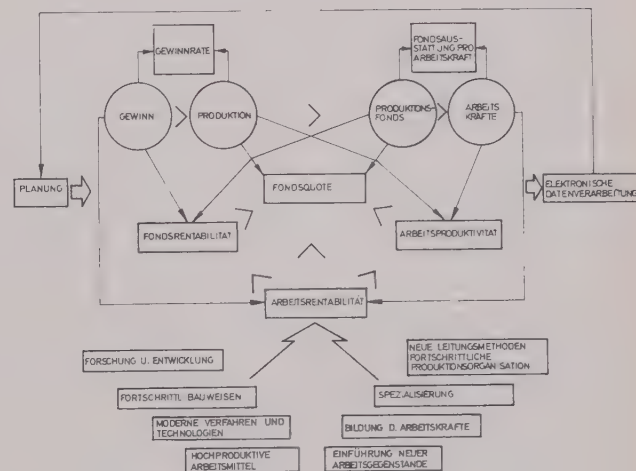 GEWINNRATE
FONDSAUS-
STATTUNG PRO
ARBEITSKRAFT
GEWINN
PRODUKTION
PRODUKTIONS-
FONDS
ARBEITS
KRÄFTE
PLANUNG
FONDSQUOTE
ELEKTRONISCHE
DATENVERARBEITUNG
FONDSRENTABILITÄT
ARBEITSPRODUKTIVITÄT
ARBEITSRENTABILITÄT
FORSCHUNG U. ENTWICKLUNG
NEUE LEITUNGSMETHODEN
FORTSCHRITTLICHE
PRODUKTIONSORGANISATION
FORTSCHRITTL BAUWEISEN
SPEZIALISIERUNG
MODERNE VERFAHREN UND
TECHNOLOGIEN
BILDUNG D. ARBEITSKRÄFTE
HOCHPRODUKTIVE
ARBEITSMITTEL
EINFÜHRUNG NEUER
ARBEITSGEGENSTÄNDE